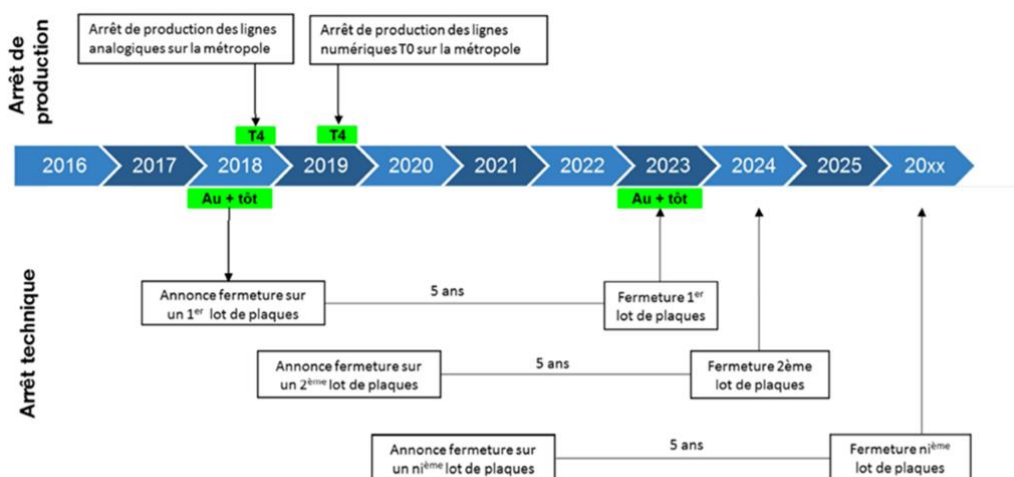 Arrêt de
production
Arrêt de production des lignes
analogiques sur la métropole
Arrêt de production des lignes
numériques T0 sur la métropole
T4
T4
2016 2017 2018 2019 2020 2021 2022 2023 2024 2025 20xx
Au + tôt
Au + tôt
Arrêt technique
Annonce fermeture sur
un 1er lot de plaques
5 ans
Fermeture 1er
lot de plaques
Annonce fermeture sur
un 2ème lot de plaques
5 ans
Fermeture 2ème
lot de plaques
Annonce fermeture sur
un nième lot de plaques
5 ans
Fermeture nième
lot de plaques